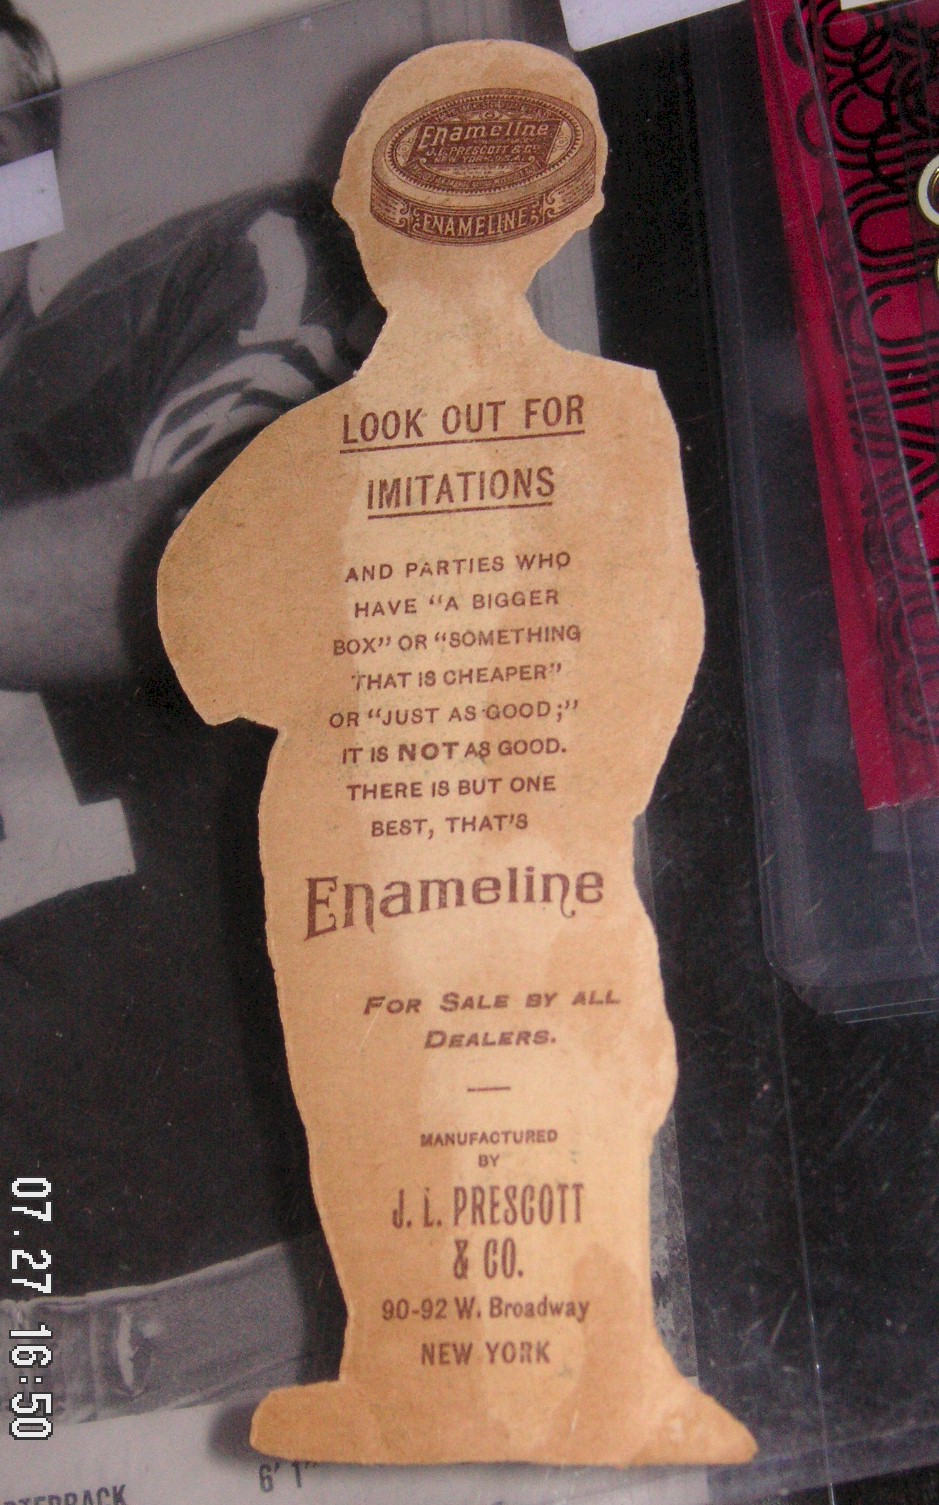 Enameline
J. L. PRESCOTT & CO.
NEW YORK, U.S.A.
ENAMELINE
LOOK OUT FOR
IMITATIONS
AND PARTIES WHO
HAVE "A BIGGER
BOX" OR "SOMETHING
THAT IS CHEAPER"
OR "JUST AS GOOD;"
IT IS NOT AS GOOD.
THERE IS BUT ONE
BEST, THAT'S
Enameline
FOR SALE BY ALL
DEALERS.
MANUFACTURED
BY
J. L. PRESCOTT
& CO.
90-92 W. Broadway
NEW YORK
6' 1"
07.27 16:50